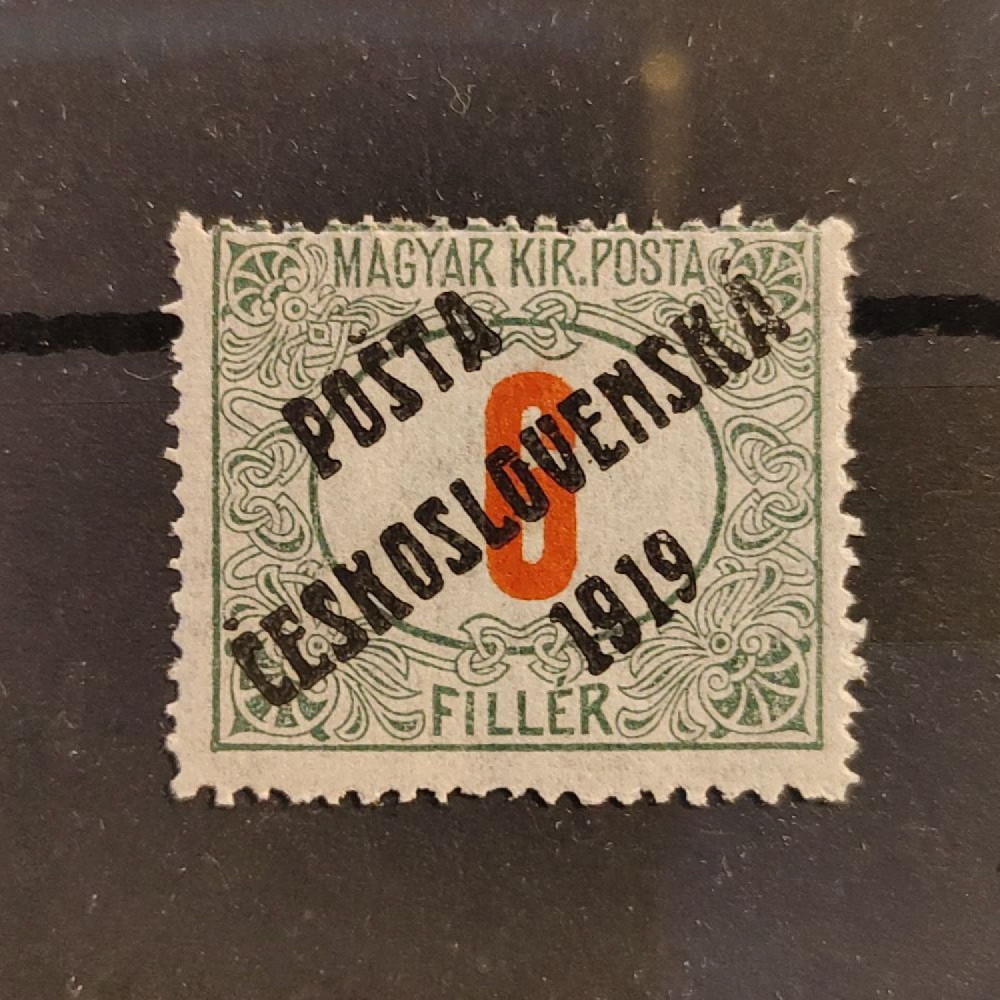 MAGYAR KIR. POSTA
POŠTA
ČESKOSLOVENSKÁ
1919
6
FILLÉR